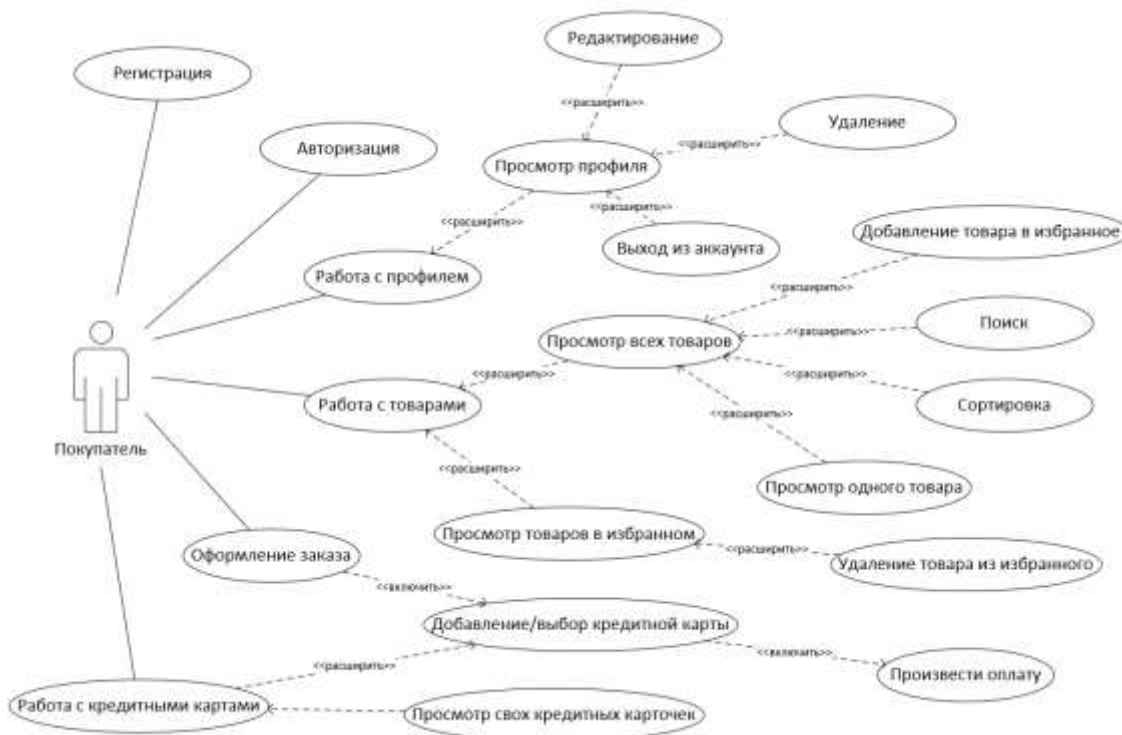 Редактирование
Регистрация
<<расширить>>
Удаление
Авторизация
<<расширить>>
Просмотр профиля
<<расширить>>
<<расширить>>
Добавление товара в избранное
Выход из аккаунта
Работа с профилем
<<расширить>>
Поиск
<<расширить>>
Просмотр всех товаров
<<расширить>>
<<расширить>>
Сортировка
Работа с товарами
<<расширить>>
Покупатель
<<расширить>>
Просмотр одного товара
Просмотр товаров в избранном
Оформление заказа
<<расширить>>
Удаление товара из избранного
<<включить>>
Добавление/выбор кредитной карты
<<включить>>
<<расширить>>
Произвести оплату
Работа с кредитными картами
Просмотр свох кредитных карточек